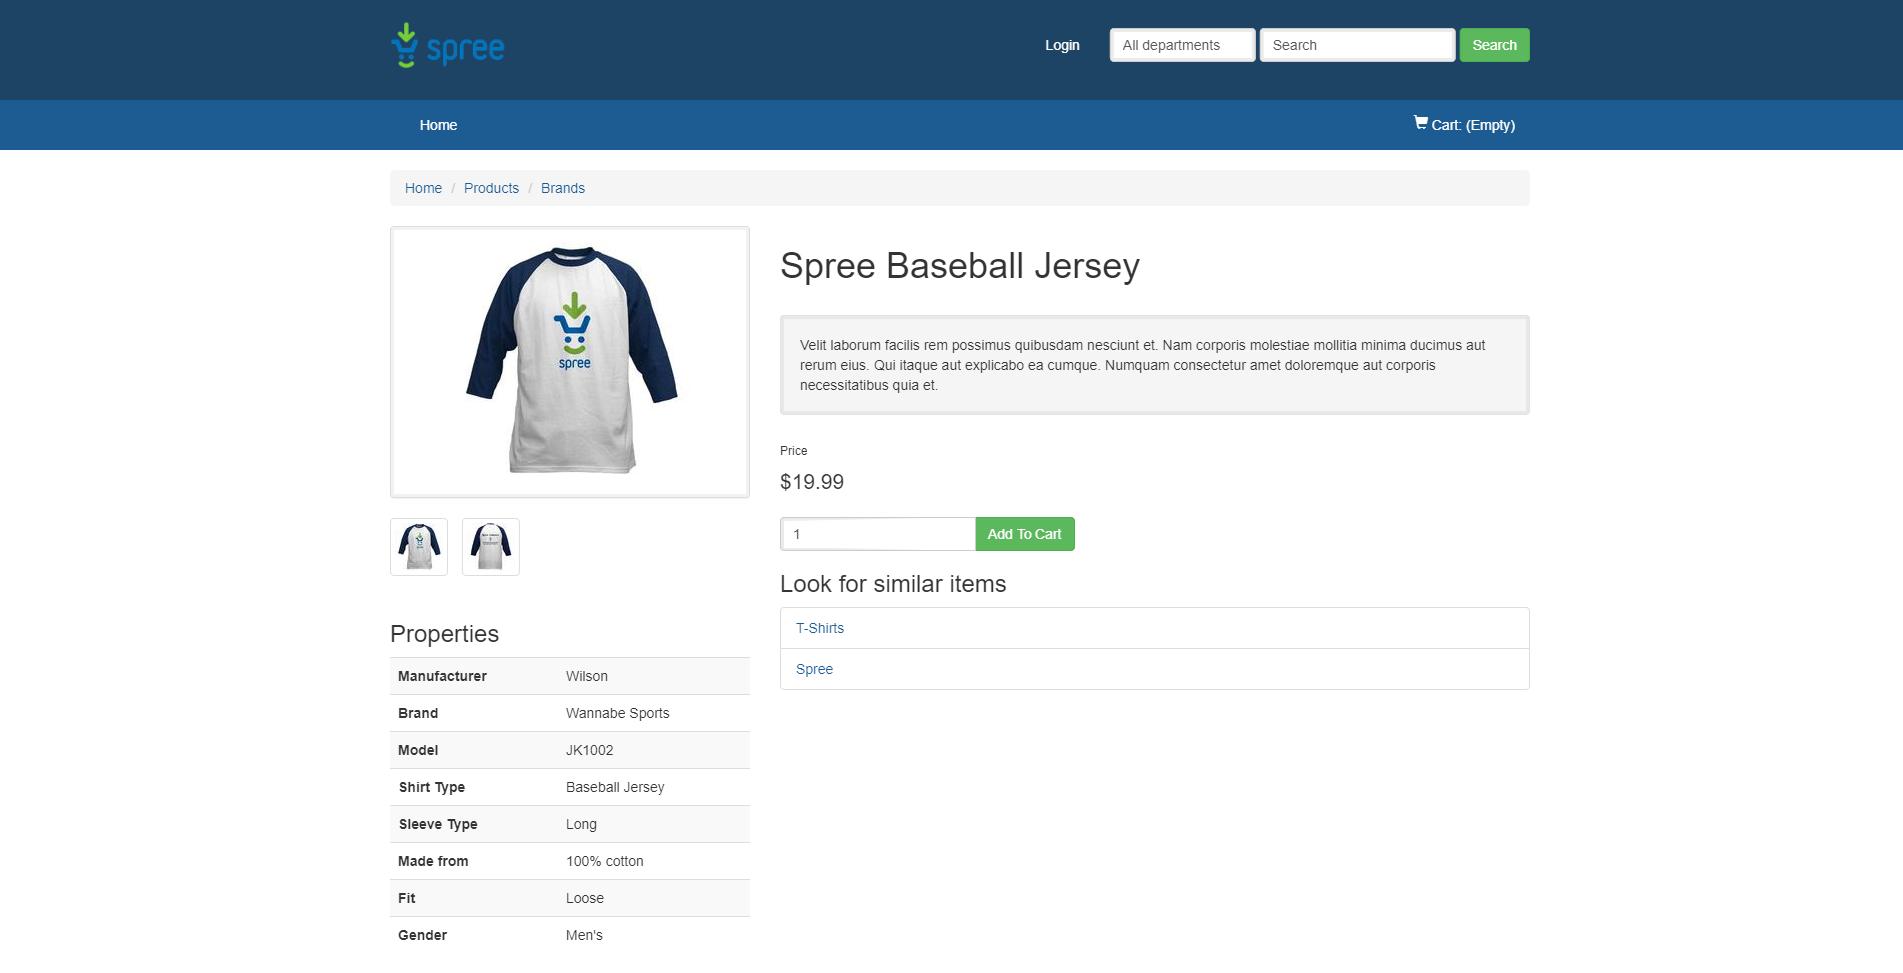 spree
Login
All departments
Search
Search
Home
Cart: (Empty)
Home / Products / Brands
spree
Spree Baseball Jersey
Velit laborum facilis rem possimus quibusdam nesciunt et. Nam corporis molestiae mollitia minima ducimus aut
rerum eius. Qui itaque aut explicabo ea cumque. Numquam consectetur amet doloremque aut corporis
necessitatibus quia et.
Price
$19.99
1
Add To Cart
Look for similar items
T-Shirts
Spree
Properties
Manufacturer Wilson
Brand Wannabe Sports
Model JK1002
Shirt Type Baseball Jersey
Sleeve Type Long
Made from 100% cotton
Fit Loose
Gender Men's